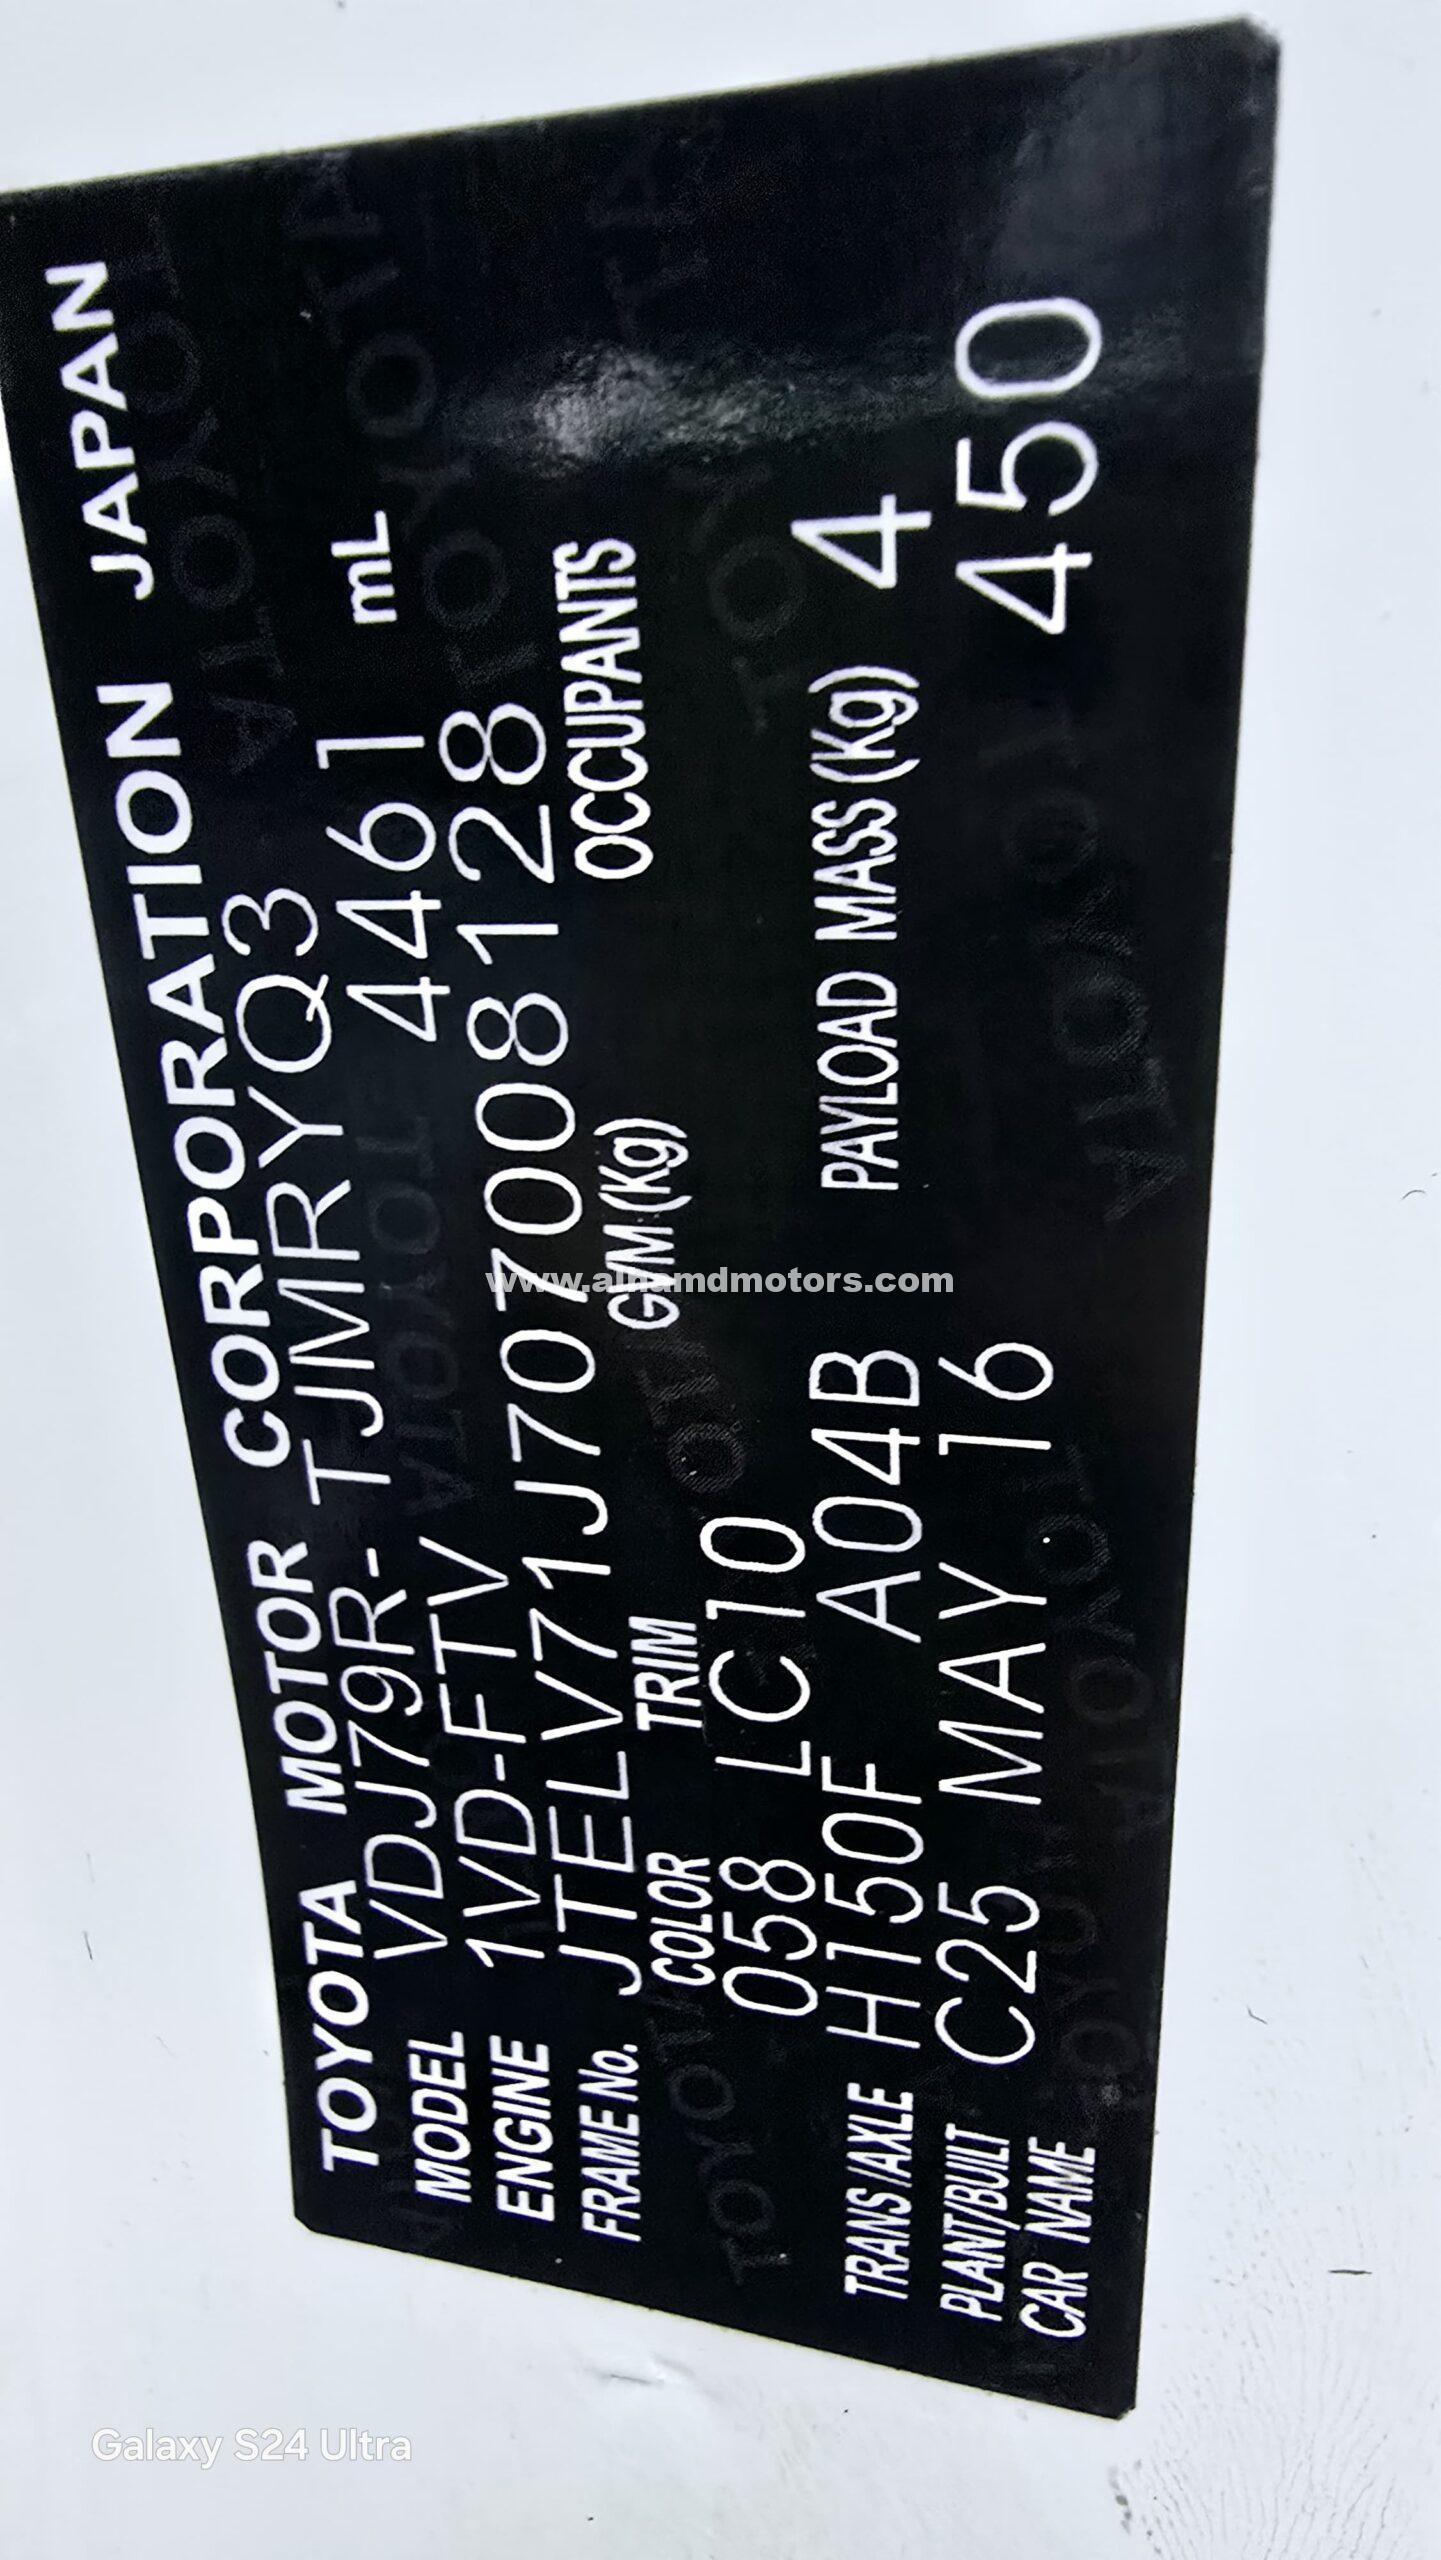 TOYOTA MOTOR CORPORATION JAPAN
MODEL VDJ79R-TJMRYQ3
ENGINE 1VD-FTV 4461 mL
FRAME No. JTELV71J707008128
COLOR TRIM GVM (Kg) OCCUPANTS
058 LC10
TRANS/AXLE H150F A04B PAYLOAD MASS (Kg) 4
PLANT/BUILT C25 MAY 16 450
CAR NAME
www.alhamdmotors.com
Galaxy S24 Ultra